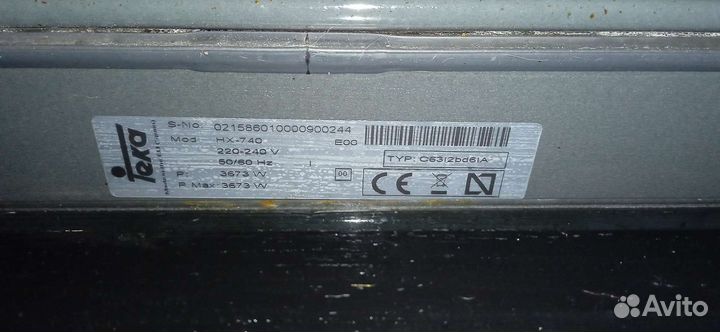 Teka
S-No: 021586010000900244
Mod: HX-740 E00
220-240 V
50/60 Hz I
P: 3673 W
P Max: 3673 W
00
TYP: C63I2bd6IA
CE
N
Avito